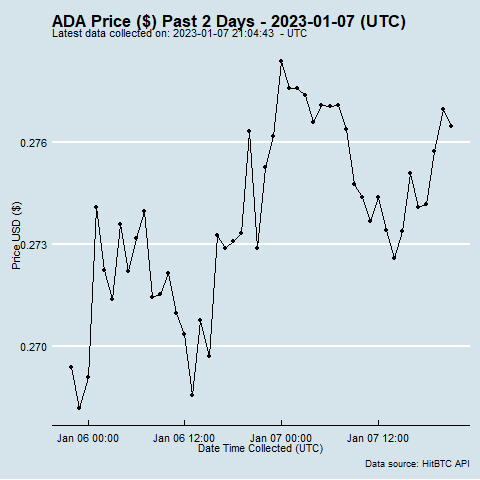 ADA Price ($) Past 2 Days - 2023-01-07 (UTC)
Latest data collected on: 2023-01-07 21:04:43  - UTC
0.276
0.273
0.270
Price USD ($)
Jan 06 00:00
Jan 06 12:00
Jan 07 00:00
Jan 07 12:00
Date Time Collected (UTC)
Data source: HitBTC API